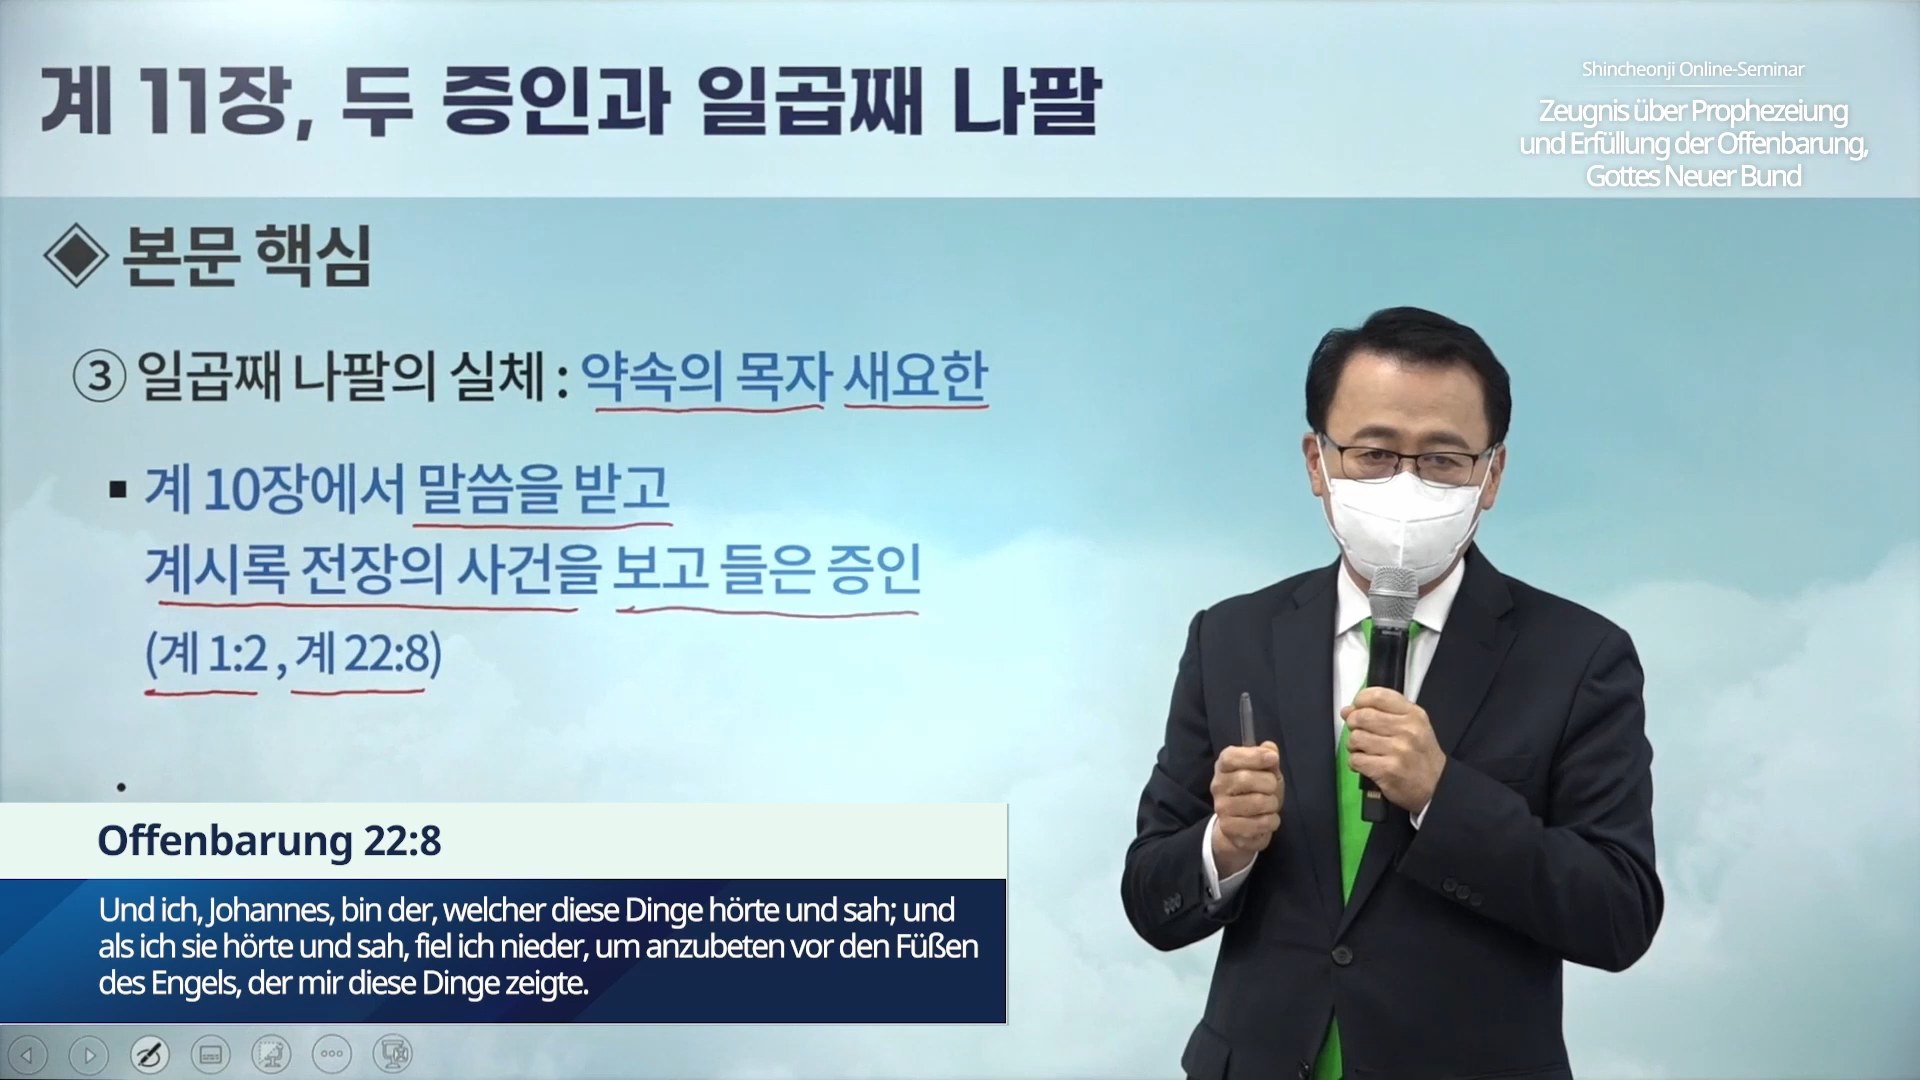 계 11장, 두 증인과 일곱째 나팔
Shincheonji Online-Seminar
Zeugnis über Prophezeiung
und Erfüllung der Offenbarung,
Gottes Neuer Bund
본문 핵심
③ 일곱째 나팔의 실체 : 약속의 목자 새요한
▪ 계 10장에서 말씀을 받고
계시록 전장의 사건을 보고 들은 증인
(계 1:2 , 계 22:8)
Offenbarung 22:8
Und ich, Johannes, bin der, welcher diese Dinge hörte und sah; und
als ich sie hörte und sah, fiel ich nieder, um anzubeten vor den Füßen
des Engels, der mir diese Dinge zeigte.